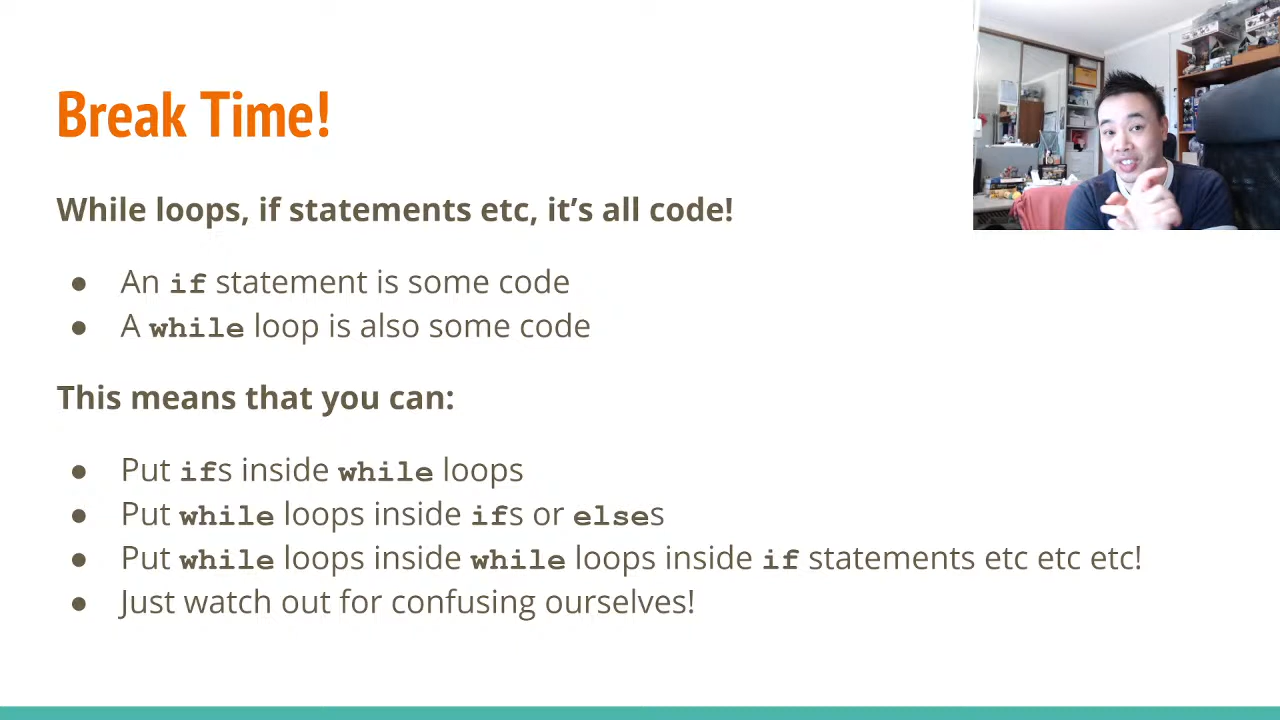 Break Time!
While loops, if statements etc, it’s all code!
● An if statement is some code
● A while loop is also some code
This means that you can:
● Put ifs inside while loops
● Put while loops inside ifs or elses
● Put while loops inside while loops inside if statements etc etc etc!
● Just watch out for confusing ourselves!